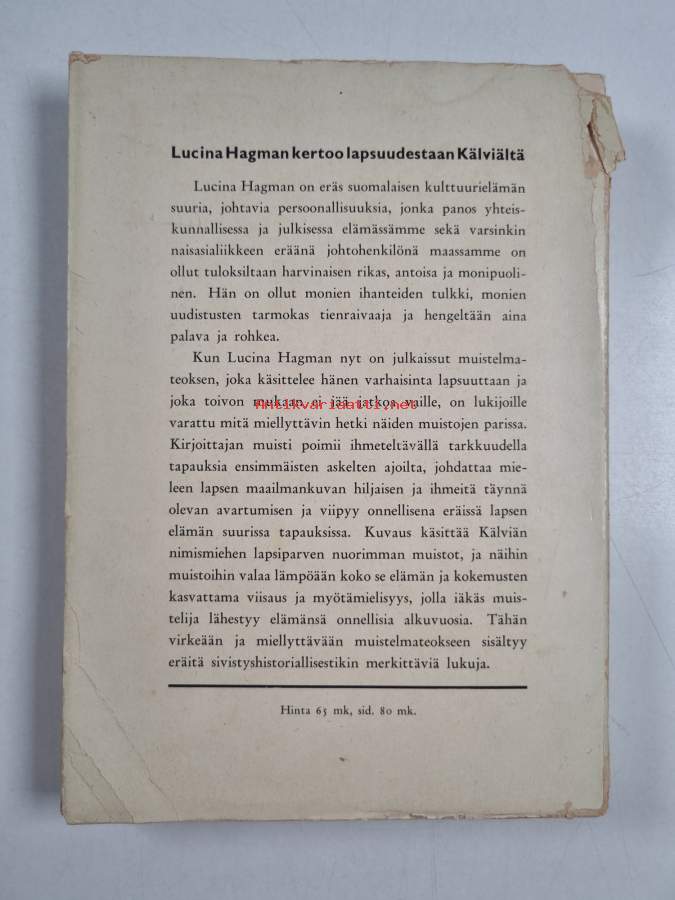 Lucina Hagman kertoo lapsuudestaan Kälviältä
Lucina Hagman on eräs suomalaisen kulttuurielämän
suuria, johtavia persoonallisuuksia, jonka panos yhteis-
kunnallisessa ja julkisessa elämässämme sekä varsinkin
naisasialiikkeen eräänä johtohenkilönä maassamme on
ollut tuloksiltaan harvinaisen rikas, antoisa ja monipuoli-
nen. Hän on ollut monien ihanteiden tulkki, monien
uudistusten tarmokas tienraivaaja ja hengeltään aina
palava ja rohkea.
Kun Lucina Hagman nyt on julkaissut muistelma-
teoksen, joka käsittelee hänen varhaisinta lapsuuttaan ja
joka toivon mukaan ei jää jatkoa vaille, on lukijoille
Antikvariaatti.net
varattu mitä miellyttävin hetki näiden muistojen parissa.
Kirjoittajan muisti poimii ihmeteltävällä tarkkuudella
tapauksia ensimmäisten askelten ajoilta, johdattaa mie-
leen lapsen maailmankuvan hiljaisen ja ihmeitä täynnä
olevan avartumisen ja viipyy onnellisena eräissä lapsen
elämän suurissa tapauksissa. Kuvaus käsittää Kälviän
nimismiehen lapsiparven nuorimman muistot, ja näihin
muistoihin valaa lämpöään koko se elämän ja kokemusten
kasvattama viisaus ja myötämielisyys, jolla iäkäs muis-
telija lähestyy elämänsä onnellisia alkuvuosia. Tähän
virkeään ja miellyttävään muistelmateokseen sisältyy
eräitä sivistyshistoriallisestikin merkittäviä lukuja.
Hinta 65 mk, sid. 80 mk.